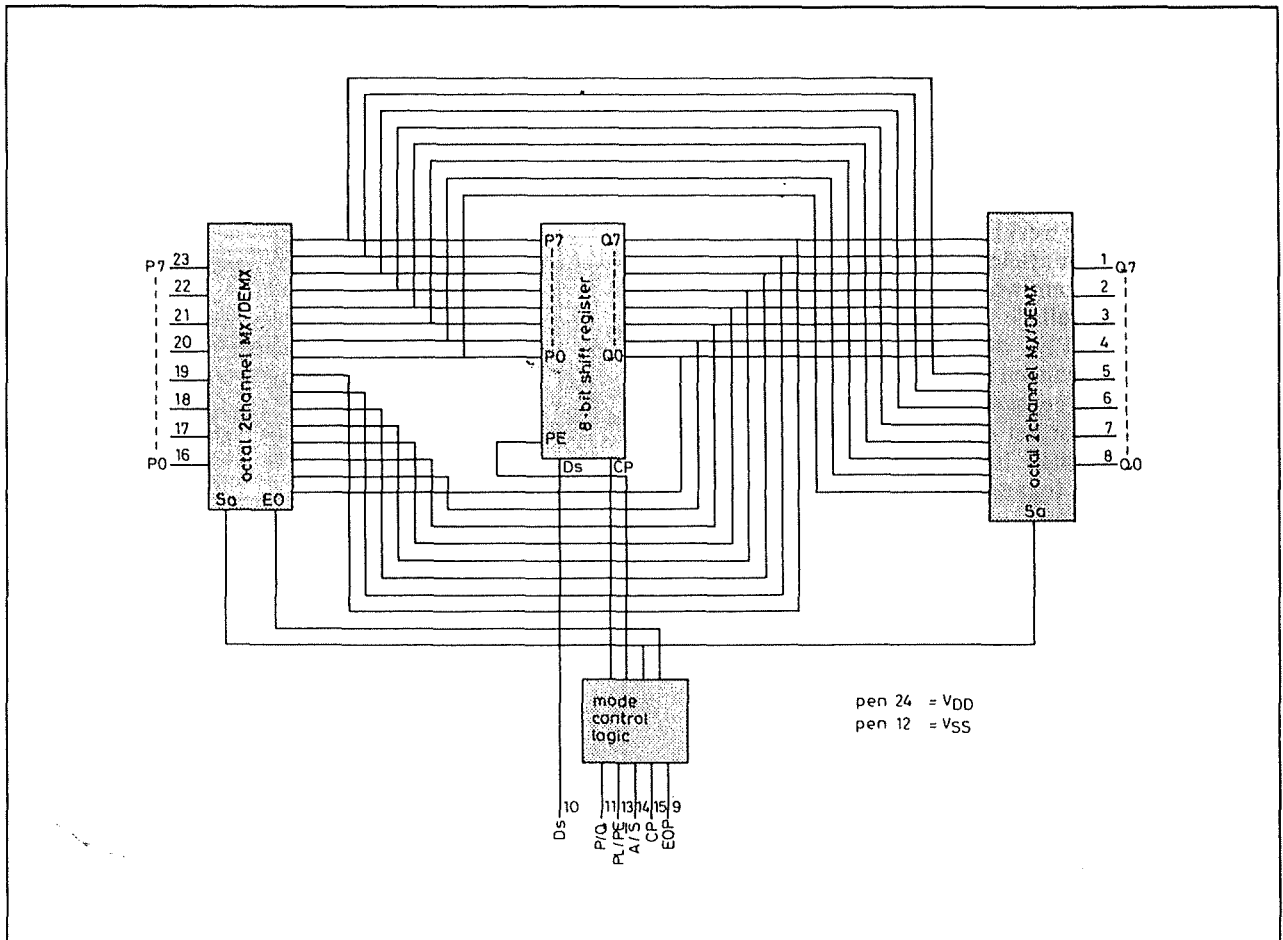 P7 23
22
21
20
19
18
17
P0 16
octal 2channel MX/DEMX
Sa E0
P7 Q7
P0 Q0
8-bit shift register
PE
Ds CP
octal 2channel MX/DEMX
Sa
1 Q7
2
3
4
5
6
7
8 Q0
mode
control
logic
pen 24 = VDD
pen 12 = VSS
Ds 10
P/Q 11
PL/PE 13
A/S 14
CP 15
EOP 9